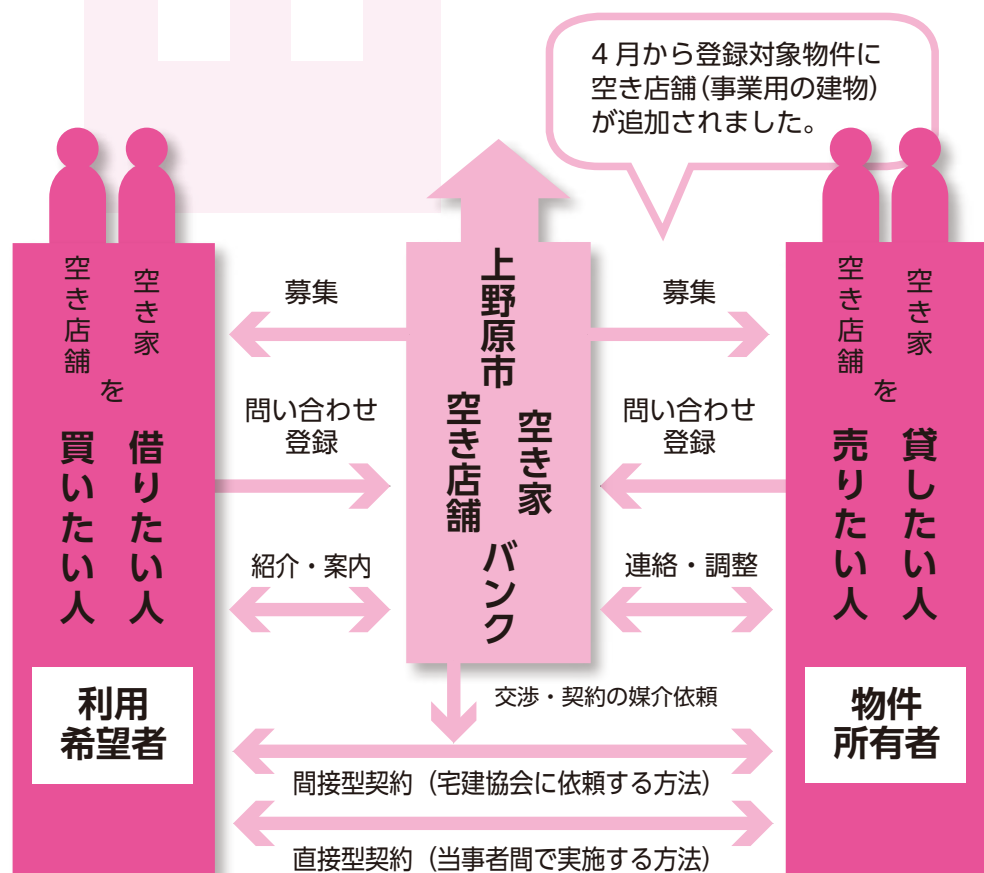 4月から登録対象物件に
空き店舗(事業用の建物)
が追加されました。
空き家
空き店舗
を
借りたい人
買いたい人
利用
希望者
募集
問い合わせ
登録
紹介・案内
上野原市
空き家
空き店舗
バンク
募集
問い合わせ
登録
連絡・調整
空き家
空き店舗
を
貸したい人
売りたい人
物件
所有者
交渉・契約の媒介依頼
間接型契約(宅建協会に依頼する方法)
直接型契約(当事者間で実施する方法)